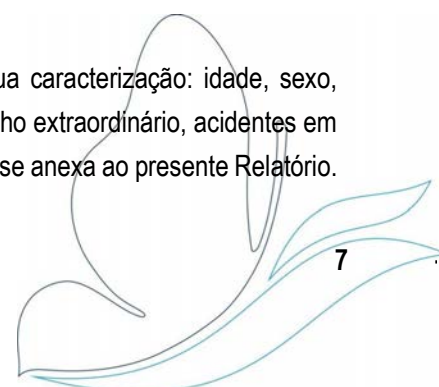 ua caracterização: idade, sexo,
ho extraordinário, acidentes em
se anexa ao presente Relatório.
7